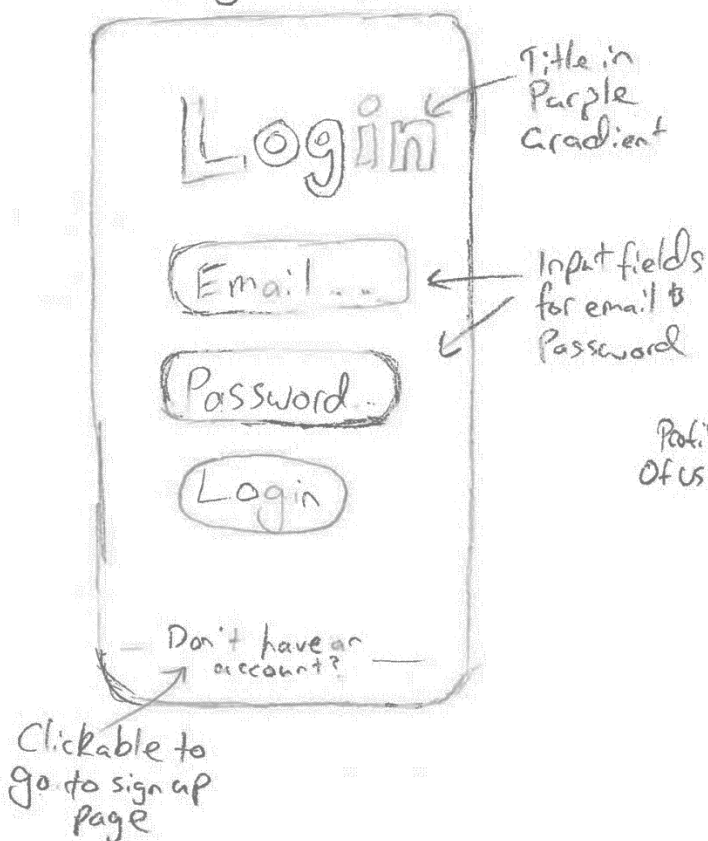 Login
Title in
Purple
Gradient
Email...
Input fields
for email &
Password
Password...
Login
Don't have an
account?
Clickable to
go to sign up
page